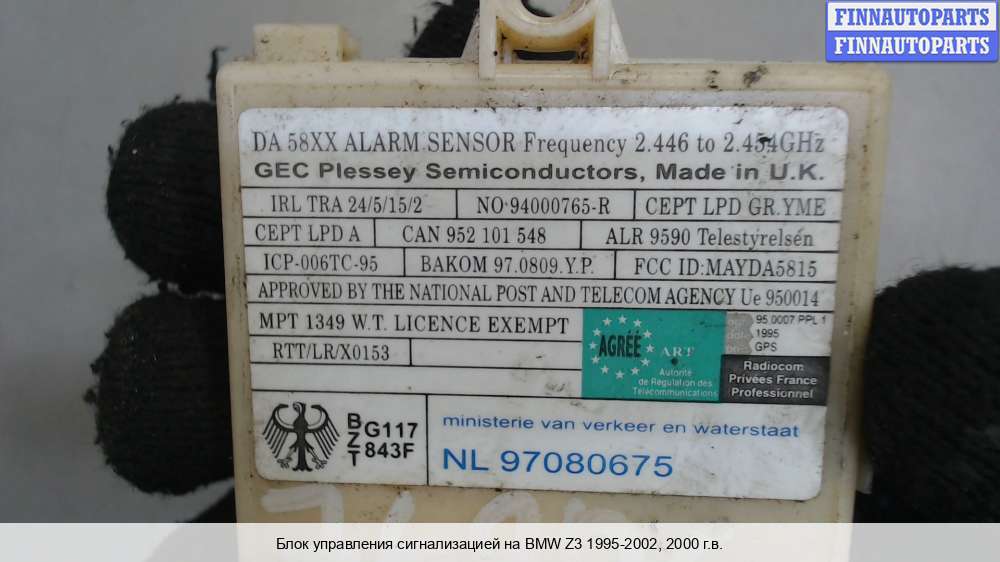 FINNAUTOPARTS
FINNAUTOPARTS
DA 58XX ALARM SENSOR Frequency 2.446 to 2.454GHz
GEC Plessey Semiconductors, Made in U.K.
IRL TRA 24/5/15/2 NO 94000765-R CEPT LPD GR.YME
CEPT LPD A CAN 952 101 548 ALR 9590 Telestyrelsén
ICP-006TC-95 BAKOM 97.0809.Y.P. FCC ID:MAYDA5815
APPROVED BY THE NATIONAL POST AND TELECOM AGENCY Ue 950014
MPT 1349 W.T. LICENCE EXEMPT
RTT/LR/X0153
AGRÉÉ
ART
Autorité
de Régulation des
Télécommunications
95.0007 PPL 1
1995
GPS
Radiocom
Privées France
Professionnel
BZT
G117
843F
ministerie van verkeer en waterstaat
NL 97080675
Блок управления сигнализацией на BMW Z3 1995-2002, 2000 г.в.